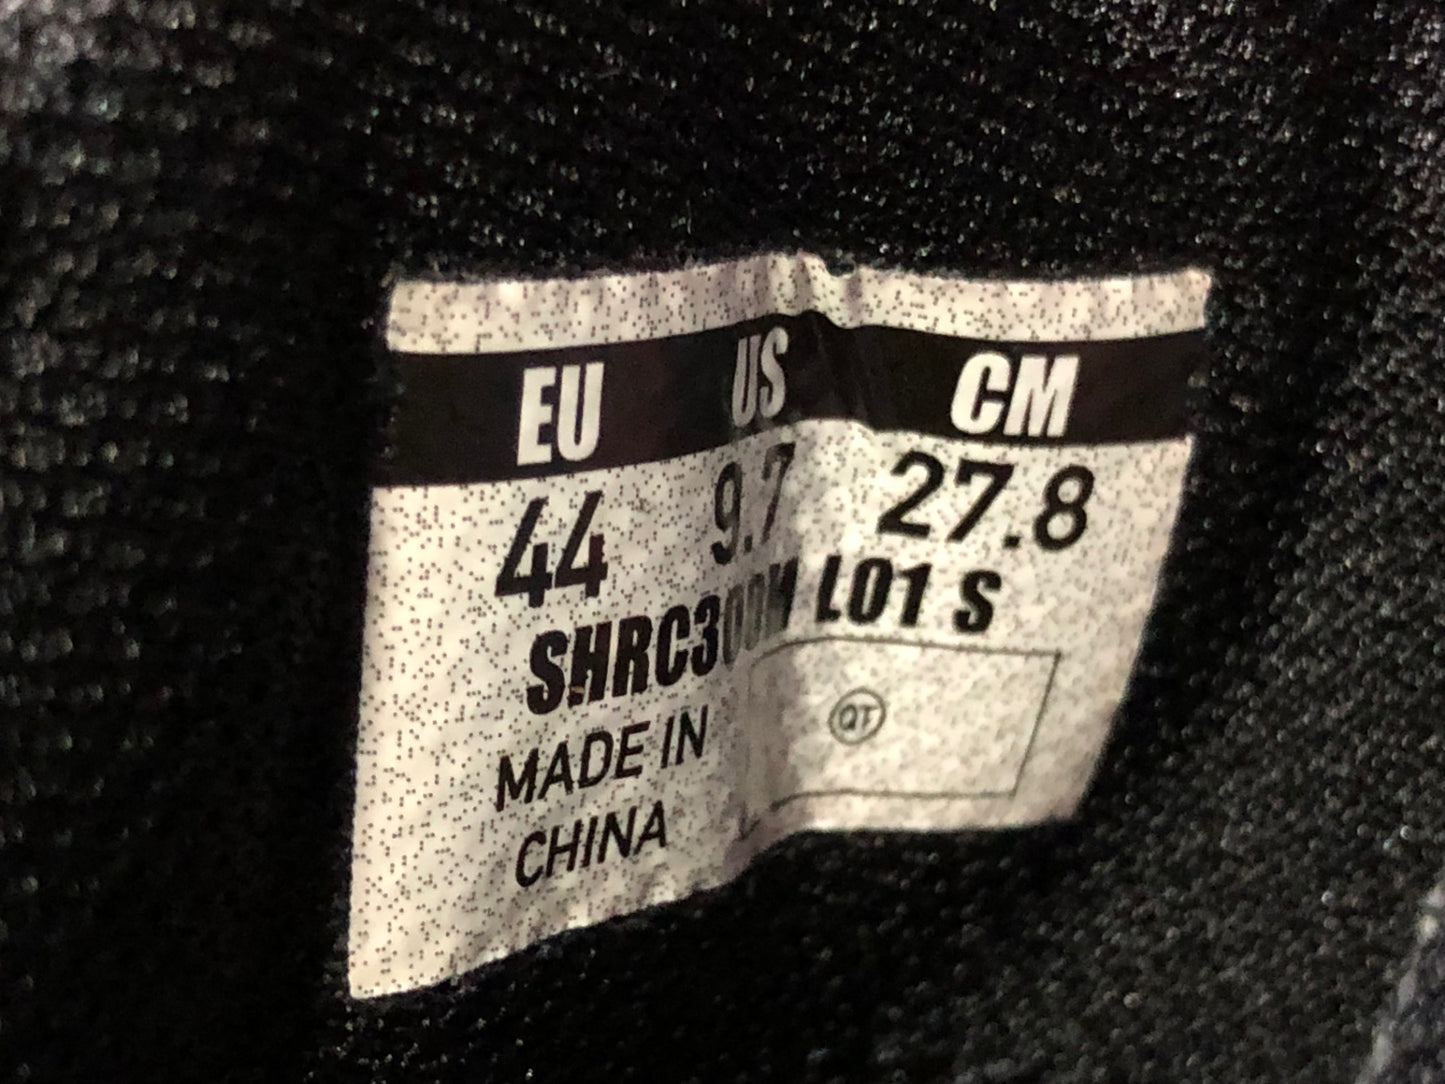 EU US CM
44 9.7 27.8
SHRC300M L01 S
MADE IN
CHINA
QT